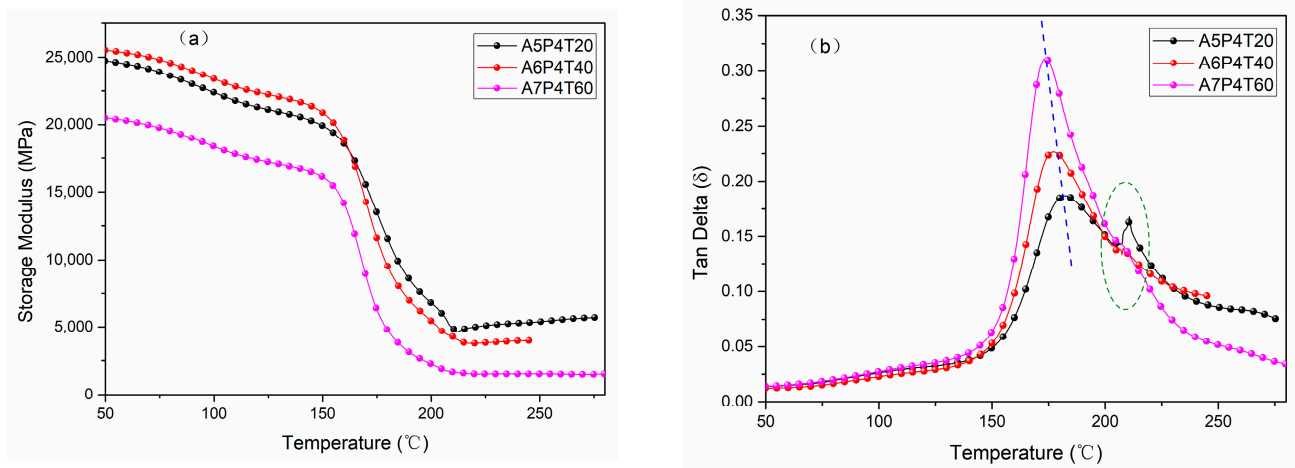 （a）
A5P4T20
A6P4T40
A7P4T60
25,000
20,000
15,000
10,000
5,000
0
50
100
150
200
250
Storage Modulus (MPa)
Temperature (℃)
（b）
A5P4T20
A6P4T40
A7P4T60
0.35
0.30
0.25
0.20
0.15
0.10
0.05
0.00
50
100
150
200
250
Tan Delta (δ)
Temperature (℃)